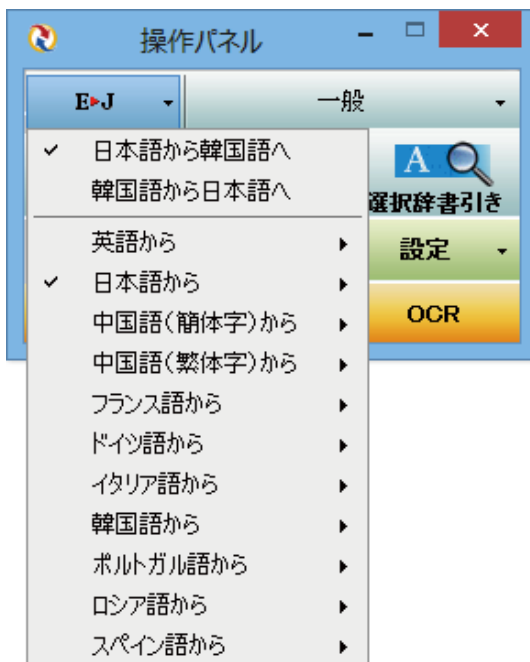 操作パネル
E▶J
一般
日本語から韓国語へ
韓国語から日本語へ
A
選択辞書引き
英語から
設定
日本語から
中国語(簡体字)から
OCR
中国語(繁体字)から
フランス語から
ドイツ語から
イタリア語から
韓国語から
ポルトガル語から
ロシア語から
スペイン語から